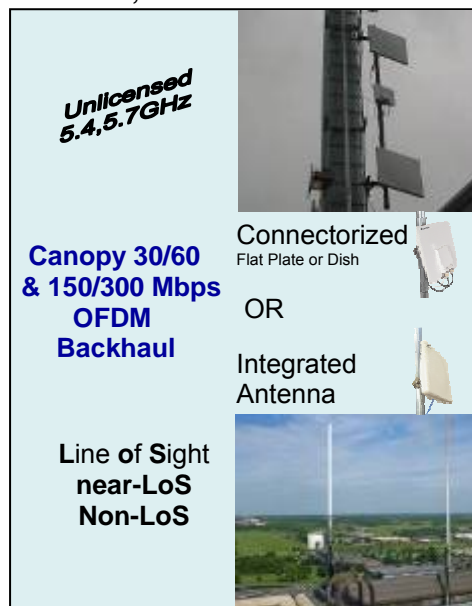 Unlicensed
5.4,5.7GHz
Canopy 30/60
& 150/300 Mbps
OFDM
Backhaul
Connectorized
Flat Plate or Dish
OR
Integrated
Antenna
Line of Sight
near-LoS
Non-LoS